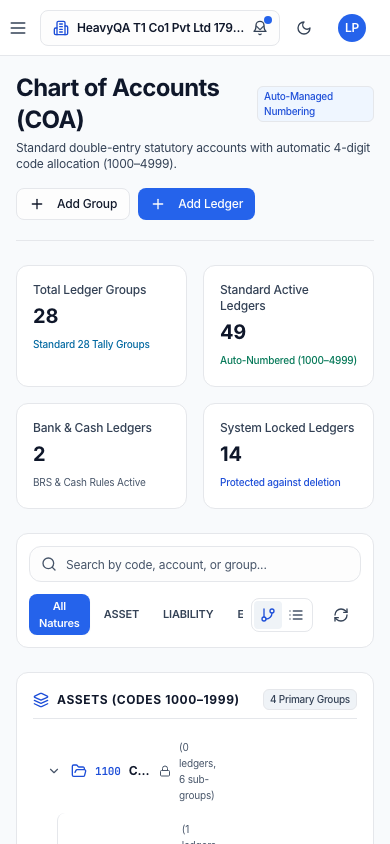 HeavyQA T1 Co1 Pvt Ltd 179...
LP
Chart of Accounts
(COA)
Auto-Managed
Numbering
Standard double-entry statutory accounts with automatic 4-digit
code allocation (1000–4999).
Add Group
Add Ledger
Total Ledger Groups
28
Standard 28 Tally Groups
Standard Active
Ledgers
49
Auto-Numbered (1000–4999)
Bank & Cash Ledgers
2
BRS & Cash Rules Active
System Locked Ledgers
14
Protected against deletion
Search by code, account, or group...
All
Natures
ASSET
LIABILITY
E
ASSETS (CODES 1000–1999)
4 Primary Groups
1100 C...
(0
ledgers,
6 sub-
groups)
(1
ledgers